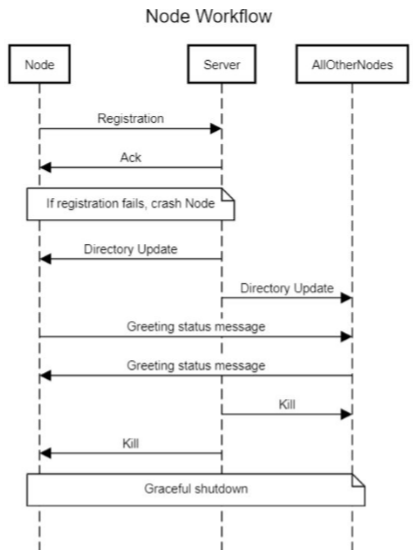 Node Workflow
Node
Server
AllOtherNodes
Registration
Ack
If registration fails, crash Node
Directory Update
Directory Update
Greeting status message
Greeting status message
Kill
Kill
Graceful shutdown